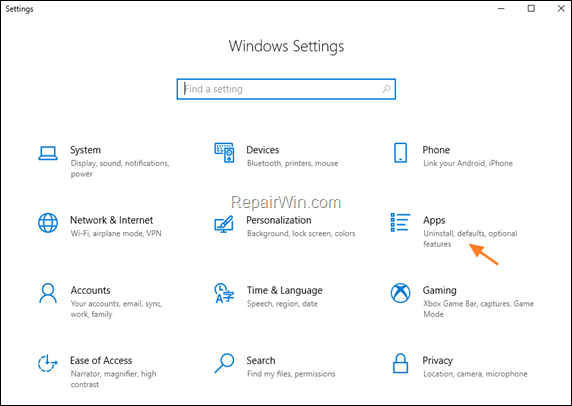 Settings
Windows Settings
Find a setting
System
Display, sound, notifications,
power
Devices
Bluetooth, printers, mouse
Phone
Link your Android, iPhone
RepairWin.com
Network & Internet
Wi-Fi, airplane mode, VPN
Personalization
Background, lock screen, colors
Apps
Uninstall, defaults, optional
features
Accounts
Your accounts, email, sync,
work, family
Time & Language
Speech, region, date
Gaming
Xbox Game Bar, captures, Game
Mode
Ease of Access
Narrator, magnifier, high
contrast
Search
Find my files, permissions
Privacy
Location, camera, microphone